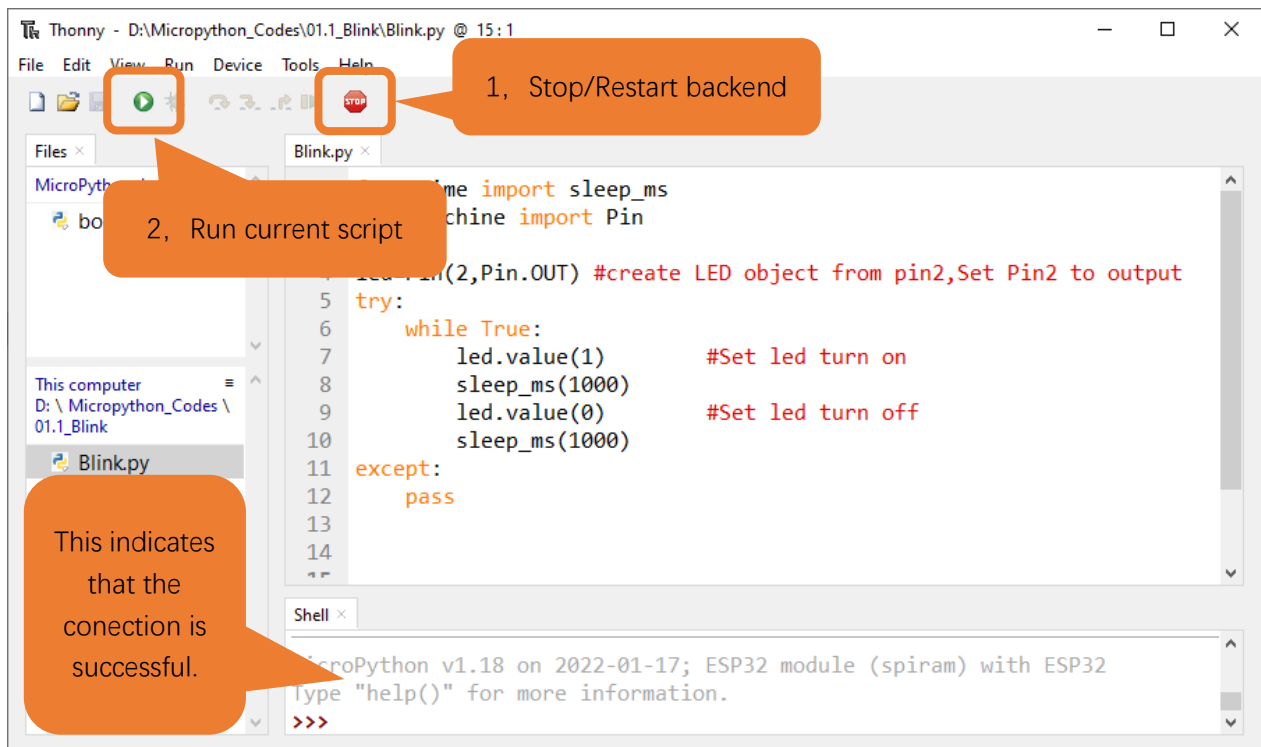 Thonny - D:\Micropython_Codes\01.1_Blink\Blink.py @ 15:1
File Edit View Run Device Tools Help
1, Stop/Restart backend
STOP
Files ×
Blink.py ×
2, Run current script
import sleep_ms
import Pin
(2,Pin.OUT) #create LED object from pin2,Set Pin2 to output
5 try:
6 while True:
7 led.value(1) #Set led turn on
8 sleep_ms(1000)
9 led.value(0) #Set led turn off
10 sleep_ms(1000)
11 except:
12 pass
13
14
This computer
D: \ Micropython_Codes \
01.1_Blink
Blink.py
This indicates
that the
conection is
successful.
Shell ×
MicroPython v1.18 on 2022-01-17; ESP32 module (spiram) with ESP32
Type "help()" for more information.
>>>